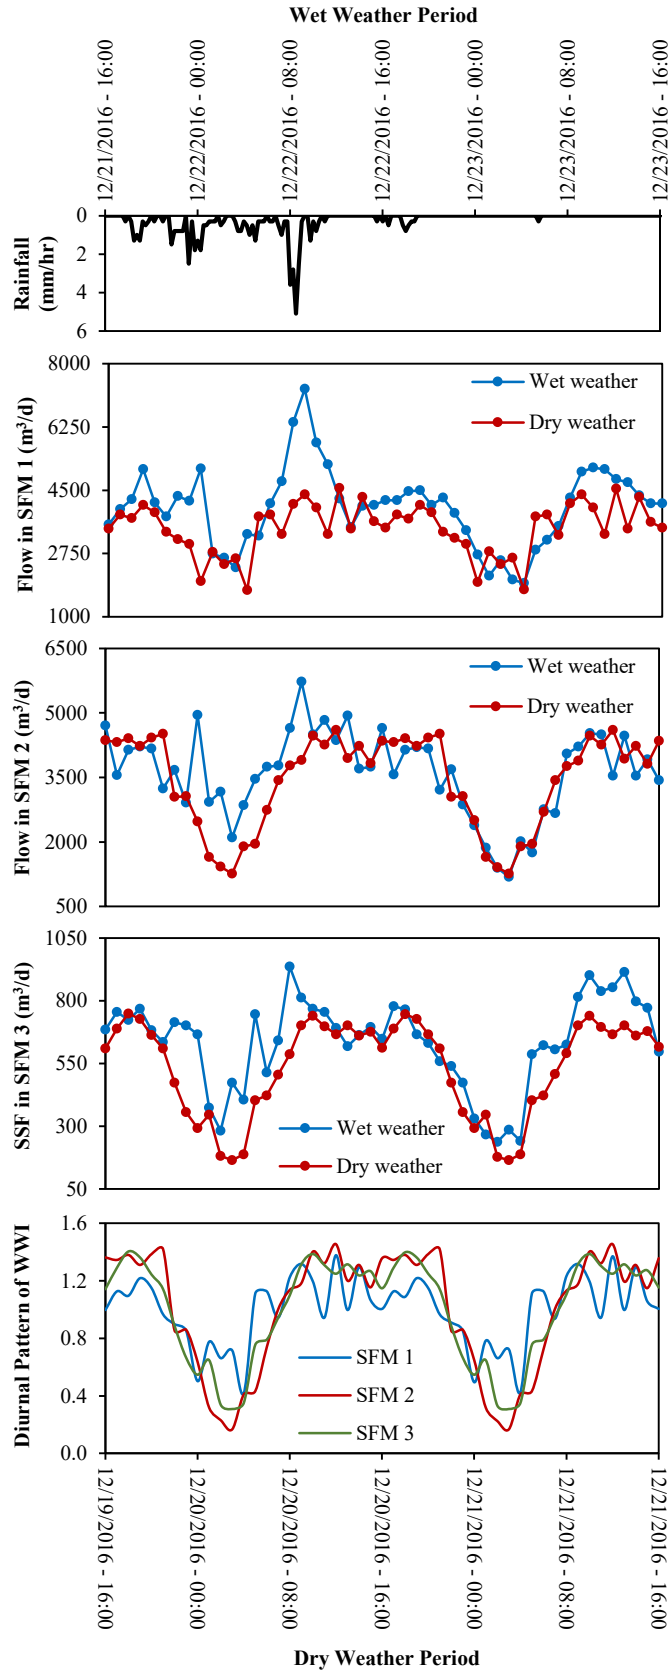 Wet Weather Period
12/21/2016 - 16:00
12/22/2016 - 00:00
12/22/2016 - 08:00
12/22/2016 - 16:00
12/23/2016 - 00:00
12/23/2016 - 08:00
12/23/2016 - 16:00
Rainfall
(mm/hr)
0
2
4
6
Flow in SFM 1 (m³/d)
8000
6250
4500
2750
1000
Wet weather
Dry weather
Flow in SFM 2 (m³/d)
6500
5000
3500
2000
500
Wet weather
Dry weather
SSF in SFM 3 (m³/d)
1050
800
550
300
50
Wet weather
Dry weather
Diurnal Pattern of WWI
1.6
1.2
0.8
0.4
0.0
SFM 1
SFM 2
SFM 3
12/19/2016 - 16:00
12/20/2016 - 00:00
12/20/2016 - 08:00
12/20/2016 - 16:00
12/21/2016 - 00:00
12/21/2016 - 08:00
12/21/2016 - 16:00
Dry Weather Period